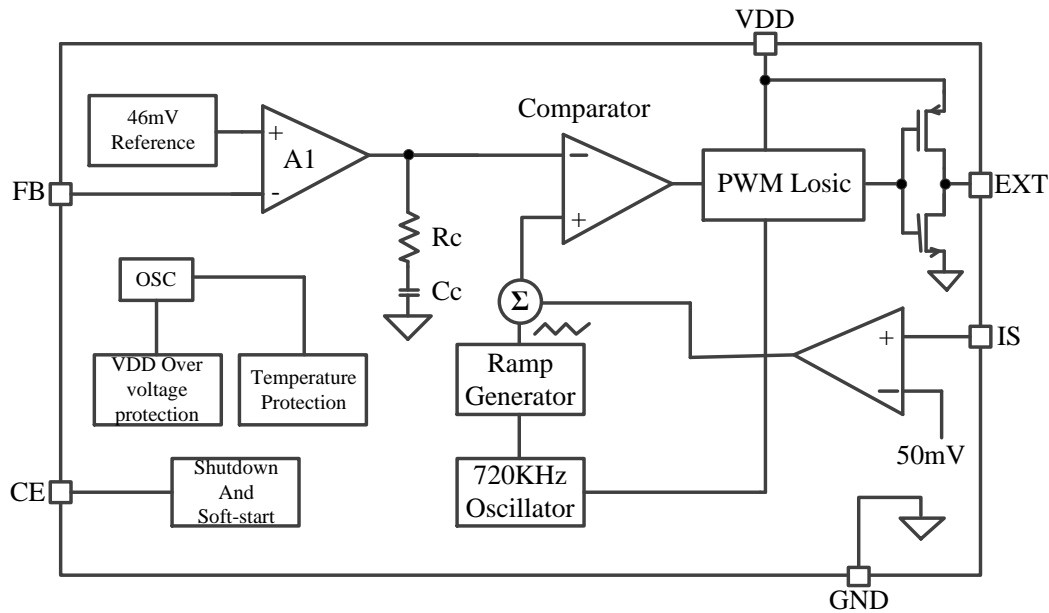 VDD
46mV
Reference
+
A1
-
Comparator
−
+
PWM Losic
FB
EXT
Rc
Cc
OSC
Σ
+
−
IS
VDD Over
voltage
protection
Temperature
Protection
Ramp
Generator
50mV
CE
Shutdown
And
Soft-start
720KHz
Oscillator
GND